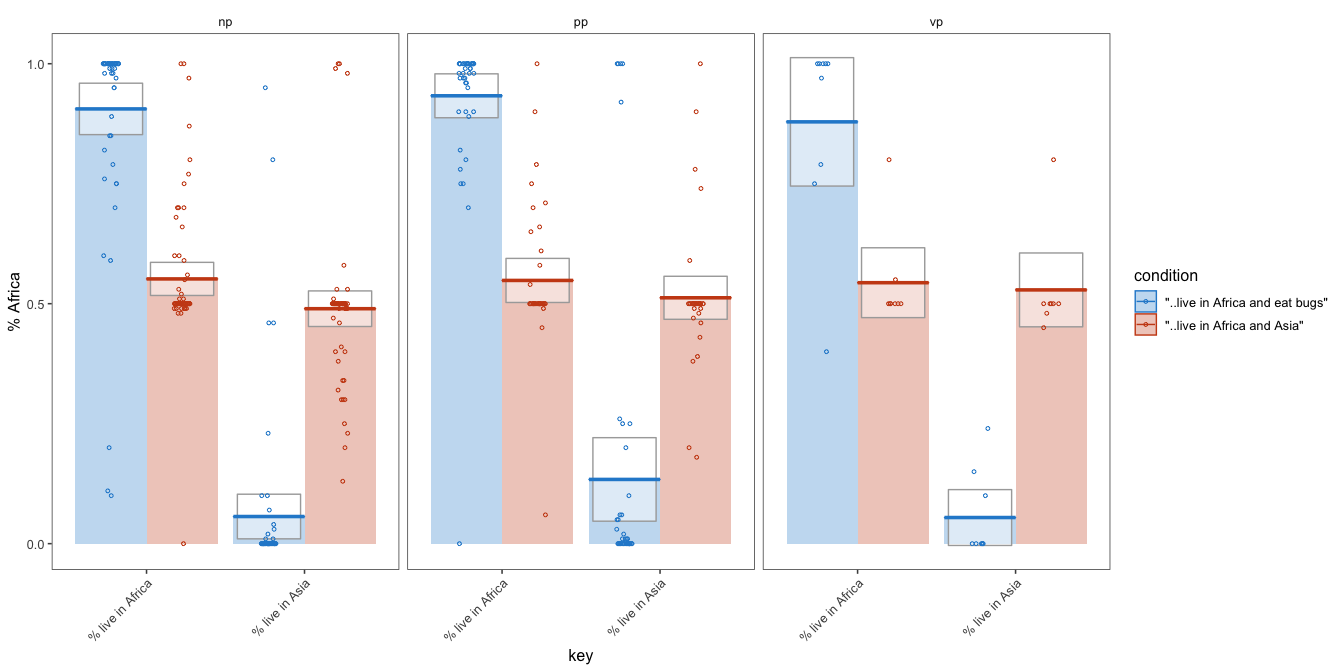 np
pp
vp
1.0
0.5
0.0
% Africa
% live in Africa
% live in Asia
% live in Africa
% live in Asia
% live in Africa
% live in Asia
key
condition
"..live in Africa and eat bugs"
"..live in Africa and Asia"